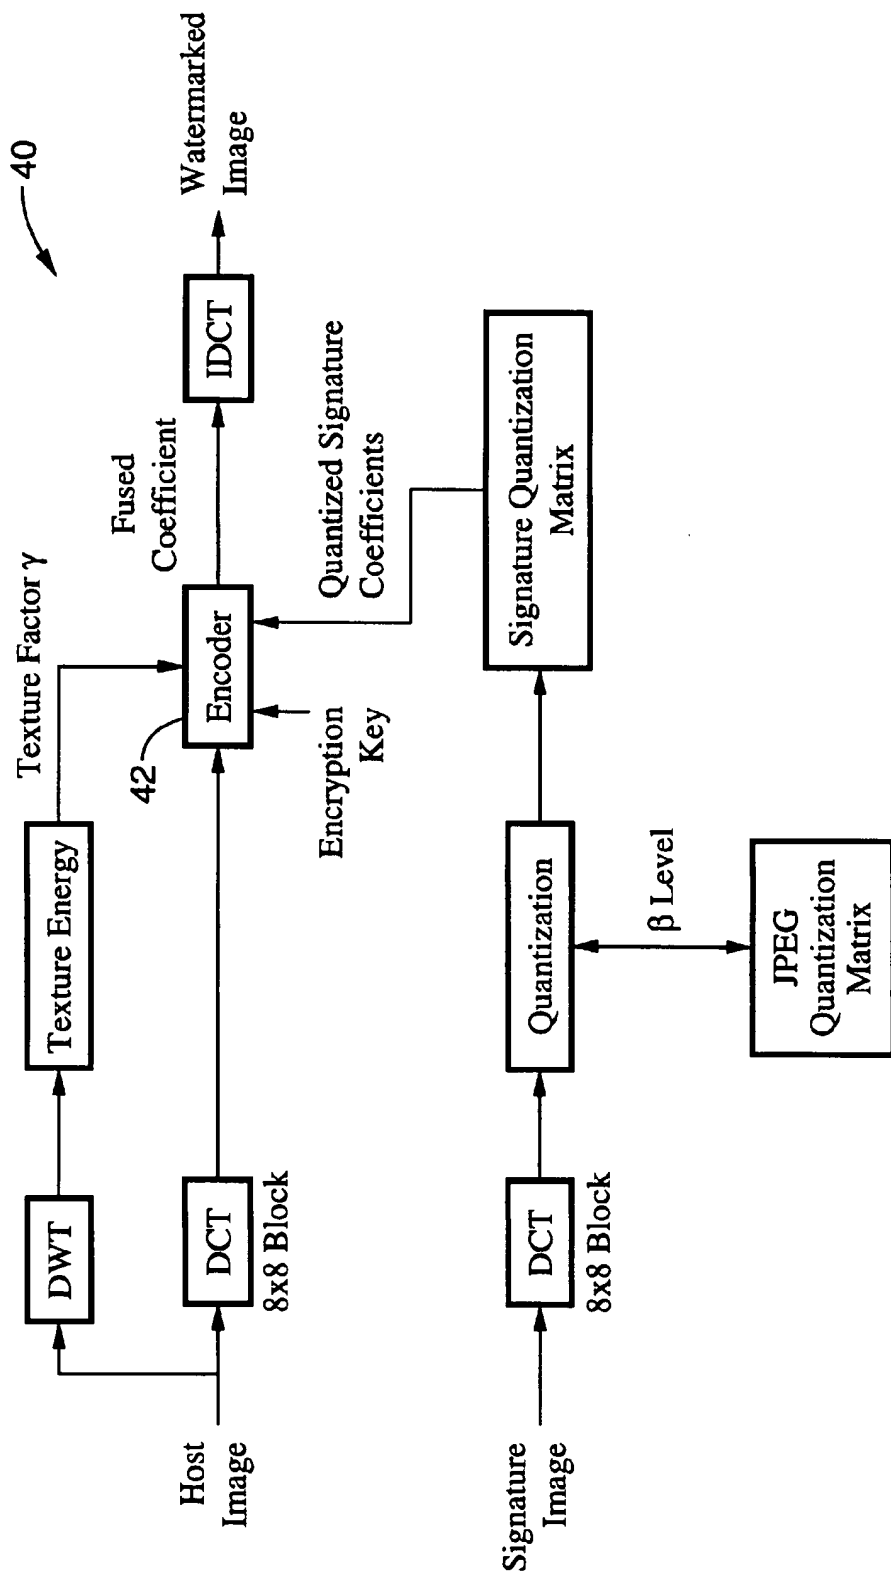 40
Texture Factor γ
DWT
Texture Energy
Host
Image
DCT
8x8 Block
42
Encoder
Fused
Coefficient
IDCT
Watermarked
Image
Encryption
Key
Quantized Signature
Coefficients
Signature
Image
DCT
8x8 Block
Quantization
Signature Quantization
Matrix
β Level
JPEG
Quantization
Matrix